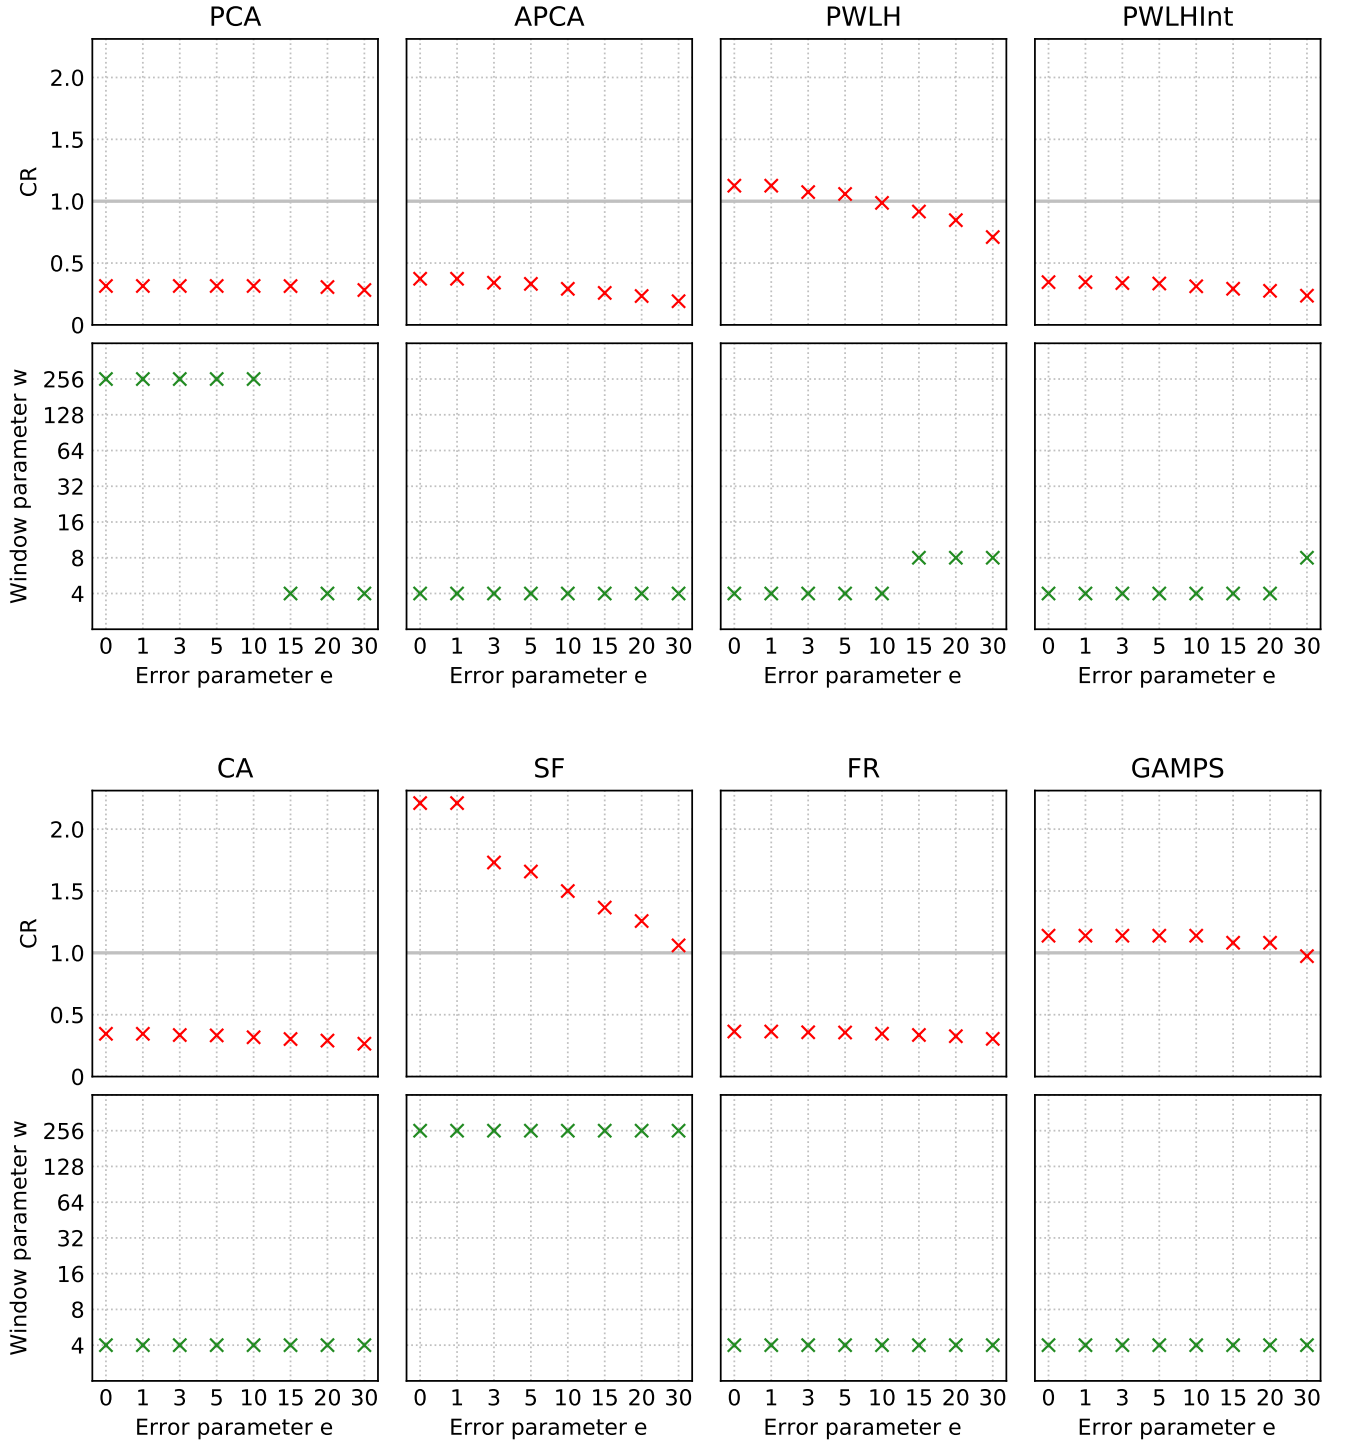 PCA APCA PWLH PWLHInt
CR
2.0
1.5
1.0
0.5
0
Window parameter w
256
128
64
32
16
8
4
0 1 3 5 10 15 20 30 0 1 3 5 10 15 20 30 0 1 3 5 10 15 20 30 0 1 3 5 10 15 20 30
Error parameter e Error parameter e Error parameter e Error parameter e
CA SF FR GAMPS
CR
2.0
1.5
1.0
0.5
0
Window parameter w
256
128
64
32
16
8
4
0 1 3 5 10 15 20 30 0 1 3 5 10 15 20 30 0 1 3 5 10 15 20 30 0 1 3 5 10 15 20 30
Error parameter e Error parameter e Error parameter e Error parameter e